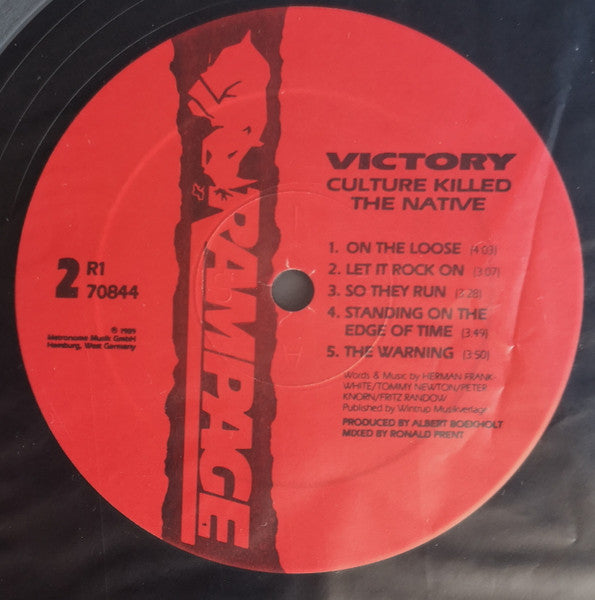 RAMPAGE
VICTORY
CULTURE KILLED
THE NATIVE
2 R1
70844
℗ 1989
Metronome Musik GmbH
Hamburg, West Germany
1. ON THE LOOSE (4:03)
2. LET IT ROCK ON (3:07)
3. SO THEY RUN (3:28)
4. STANDING ON THE
EDGE OF TIME (3:49)
5. THE WARNING (3:50)
Words & Music by HERMAN FRANK-
WHITE/TOMMY NEWTON/PETER
KNORN/FRITZ RANDOW
Published by Wintrup Musikverlag
PRODUCED BY ALBERT BOEKHOLT
MIXED BY RONALD PRENT